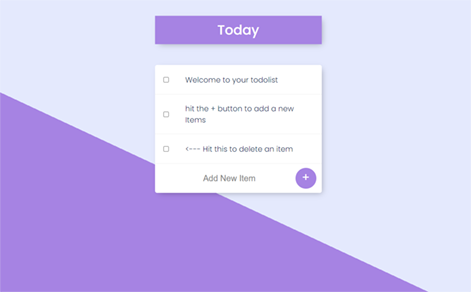 Today
Welcome to your todolist
hit the + button to add a new
items
<--- Hit this to delete an item
Add New Item
+